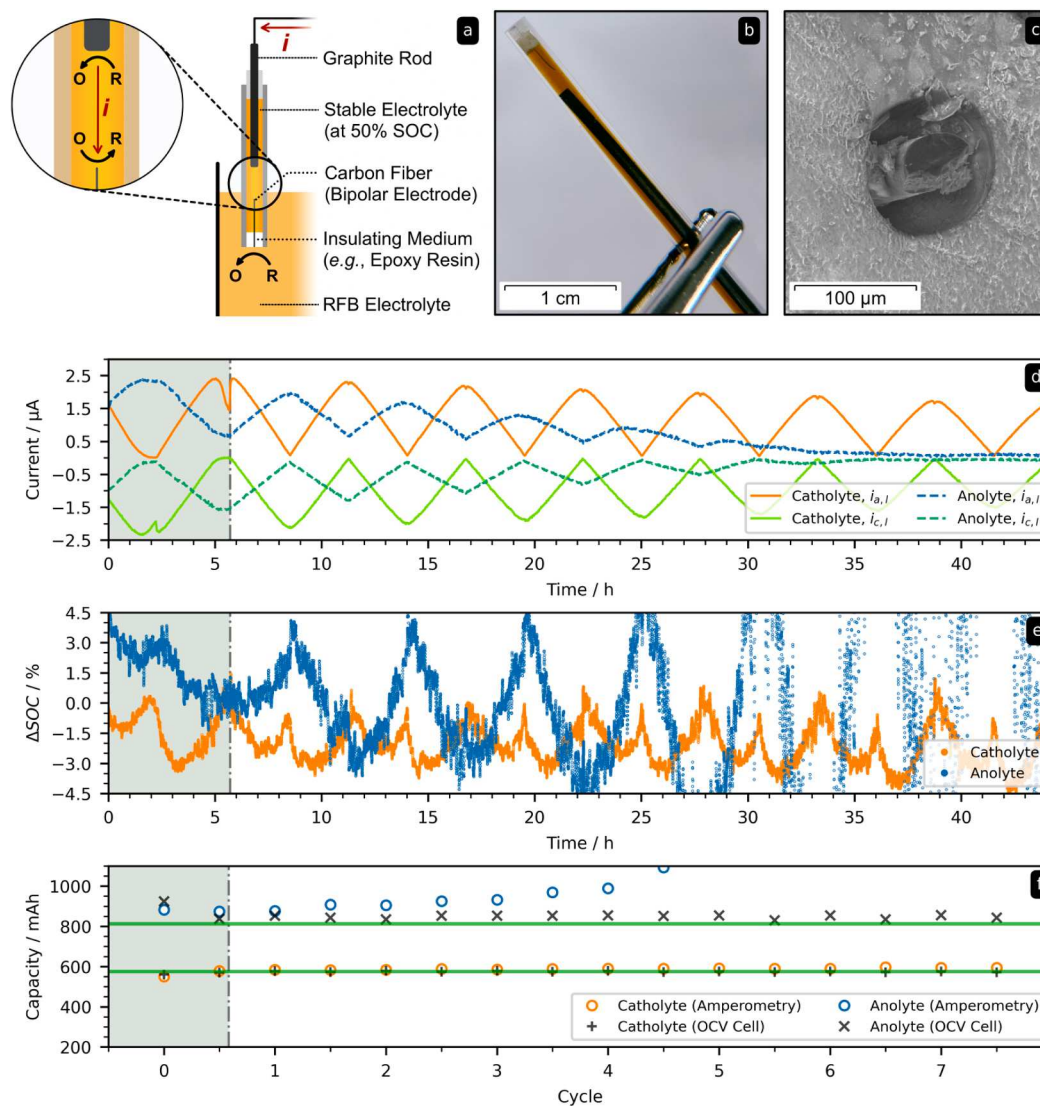 a
i
Graphite Rod
Stable Electrolyte
(at 50% SOC)
Carbon Fiber
(Bipolar Electrode)
Insulating Medium
(e.g., Epoxy Resin)
RFB Electrolyte
O R
i
O R
O R
b
1 cm
c
100 μm
d
Current / μA
2.5
1.5
0.5
−0.5
−1.5
−2.5
Catholyte, i_{a,l}
Catholyte, i_{c,l}
Anolyte, i_{a,l}
Anolyte, i_{c,l}
0 5 10 15 20 25 30 35 40
Time / h
e
ΔSOC / %
4.5
3.0
1.5
0.0
−1.5
−3.0
−4.5
Catholyte
Anolyte
0 5 10 15 20 25 30 35 40
Time / h
Capacity / mAh
1000
800
600
400
200
Catholyte (Amperometry)
Catholyte (OCV Cell)
Anolyte (Amperometry)
Anolyte (OCV Cell)
0 1 2 3 4 5 6 7
Cycle